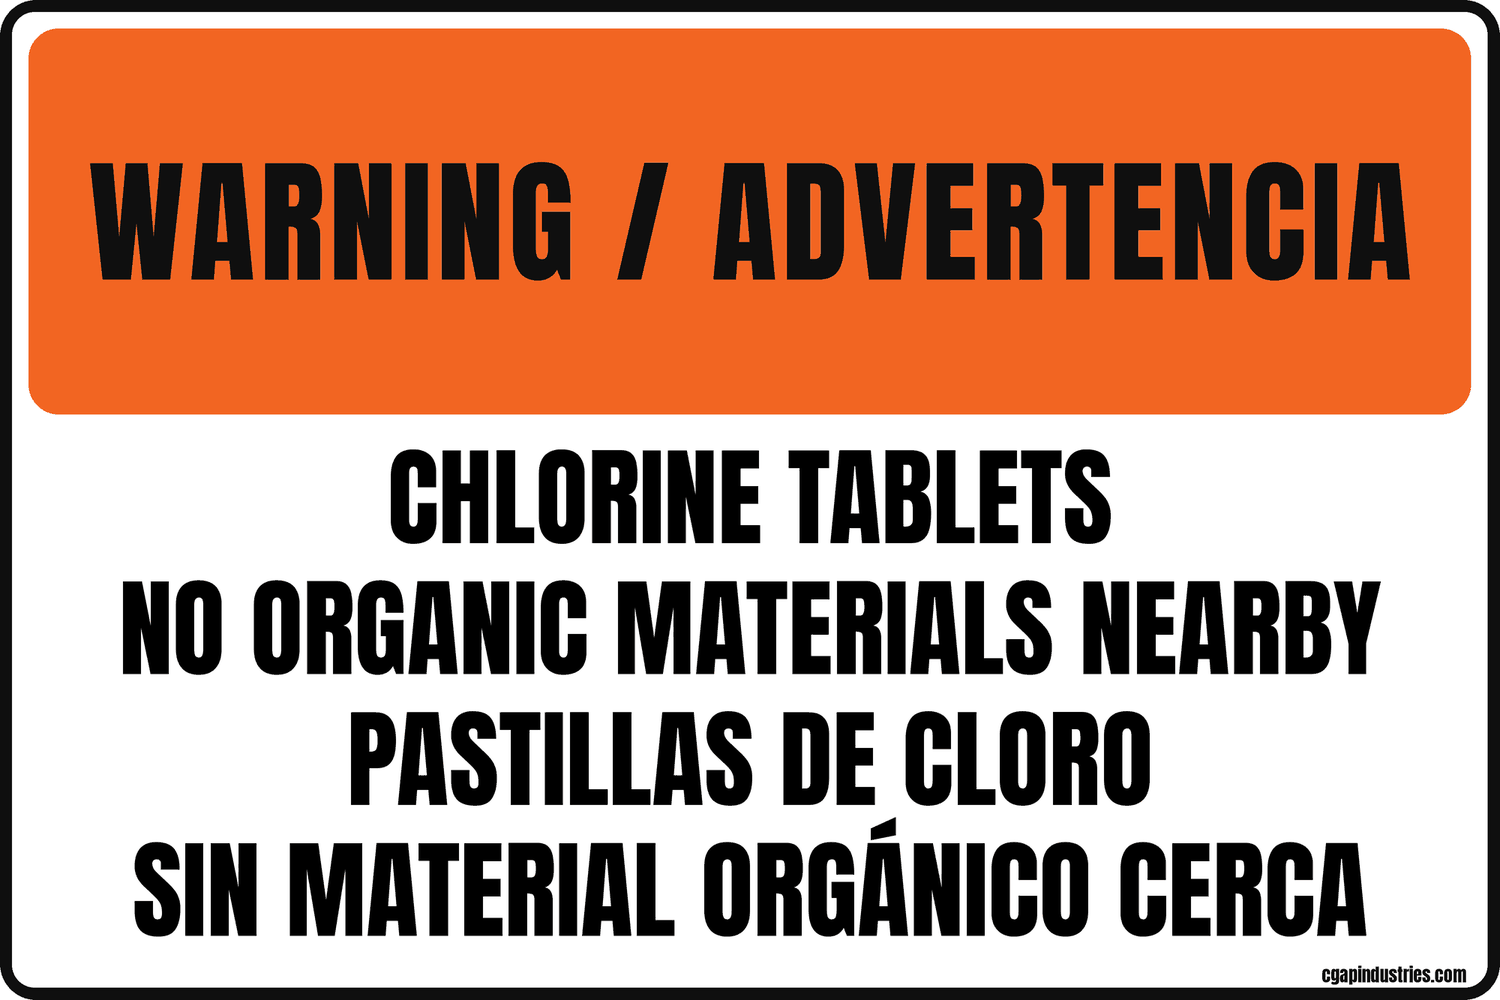 WARNING / ADVERTENCIA
CHLORINE TABLETS
NO ORGANIC MATERIALS NEARBY
PASTILLAS DE CLORO
SIN MATERIAL ORGÁNICO CERCA
cgapindustries.com